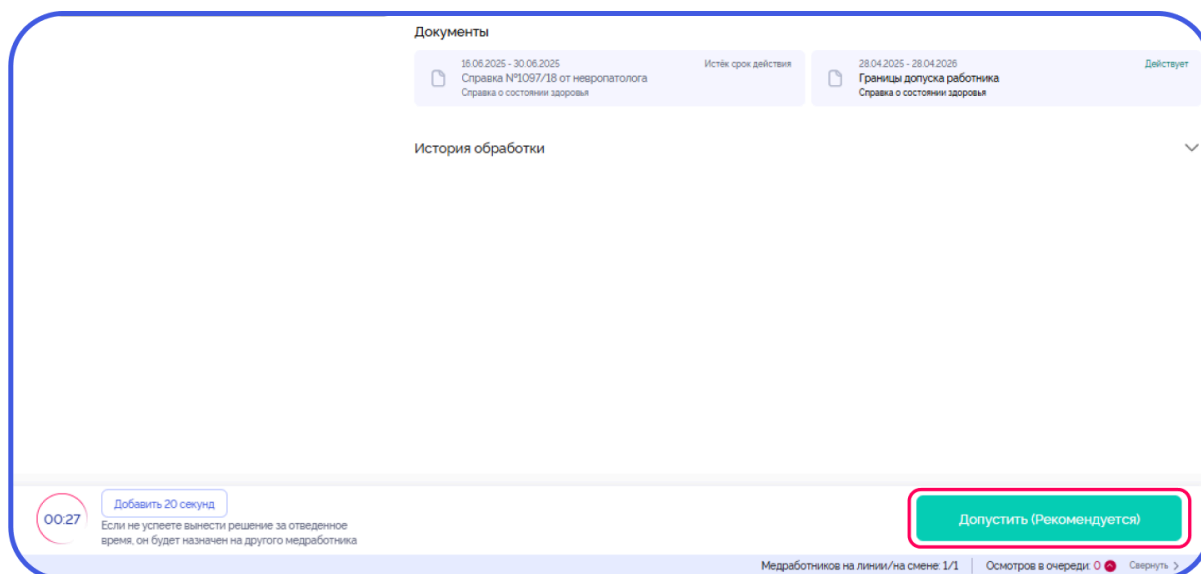 Документы
16.06.2025 - 30.06.2025
Истёк срок действия
Справка №1097/18 от невропатолога
Справка о состоянии здоровья
28.04.2025 - 28.04.2026
Действует
Границы допуска работника
Справка о состоянии здоровья
История обработки
00:27
Добавить 20 секунд
Если не успеете вынести решение за отведенное
время, он будет назначен на другого медработника
Допустить (Рекомендуется)
Медработников на линии/на смене: 1/1
Осмотров в очереди: 0
Свернуть